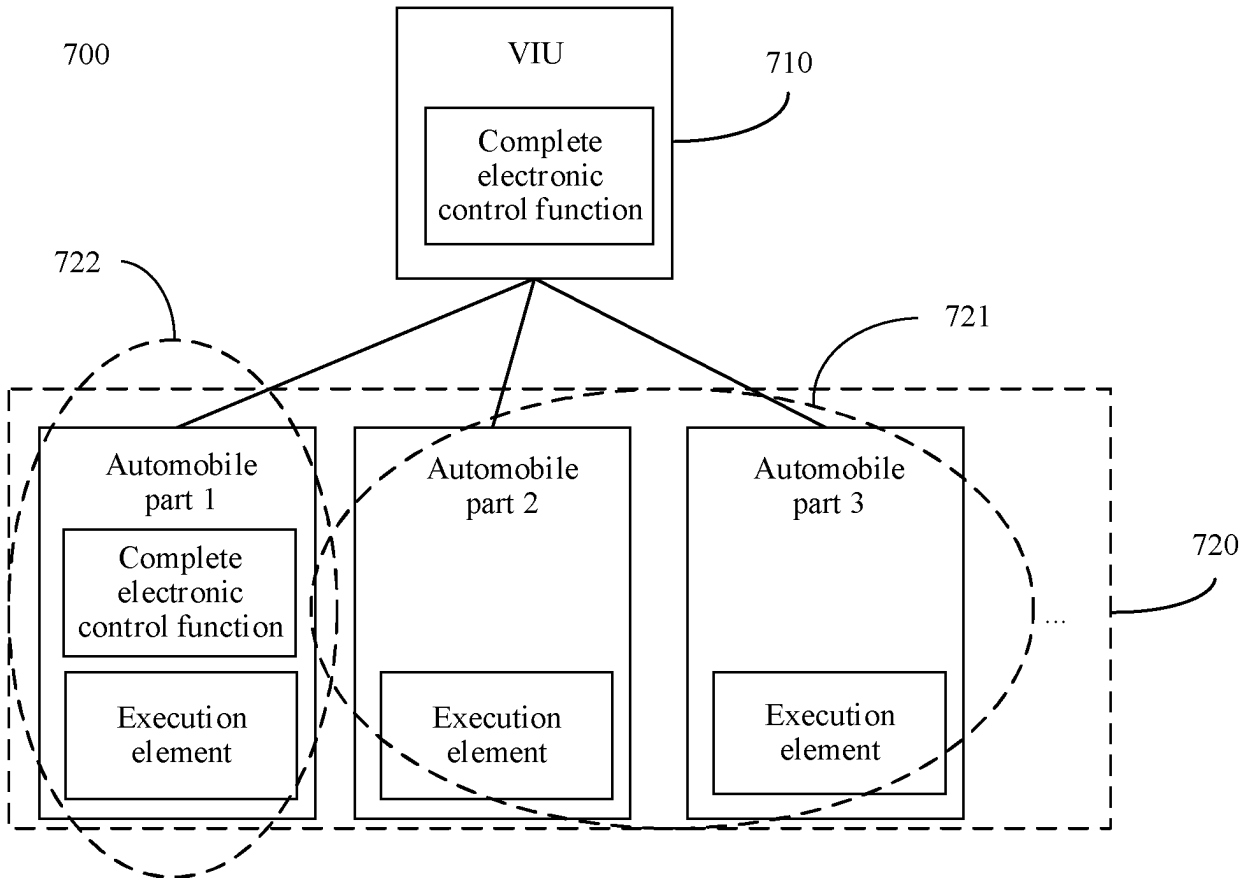 700
VIU
710
Complete
electronic
control function
722
721
Automobile
part 1
Automobile
part 2
Automobile
part 3
Complete
electronic
control function
720
...
Execution
element
Execution
element
Execution
element